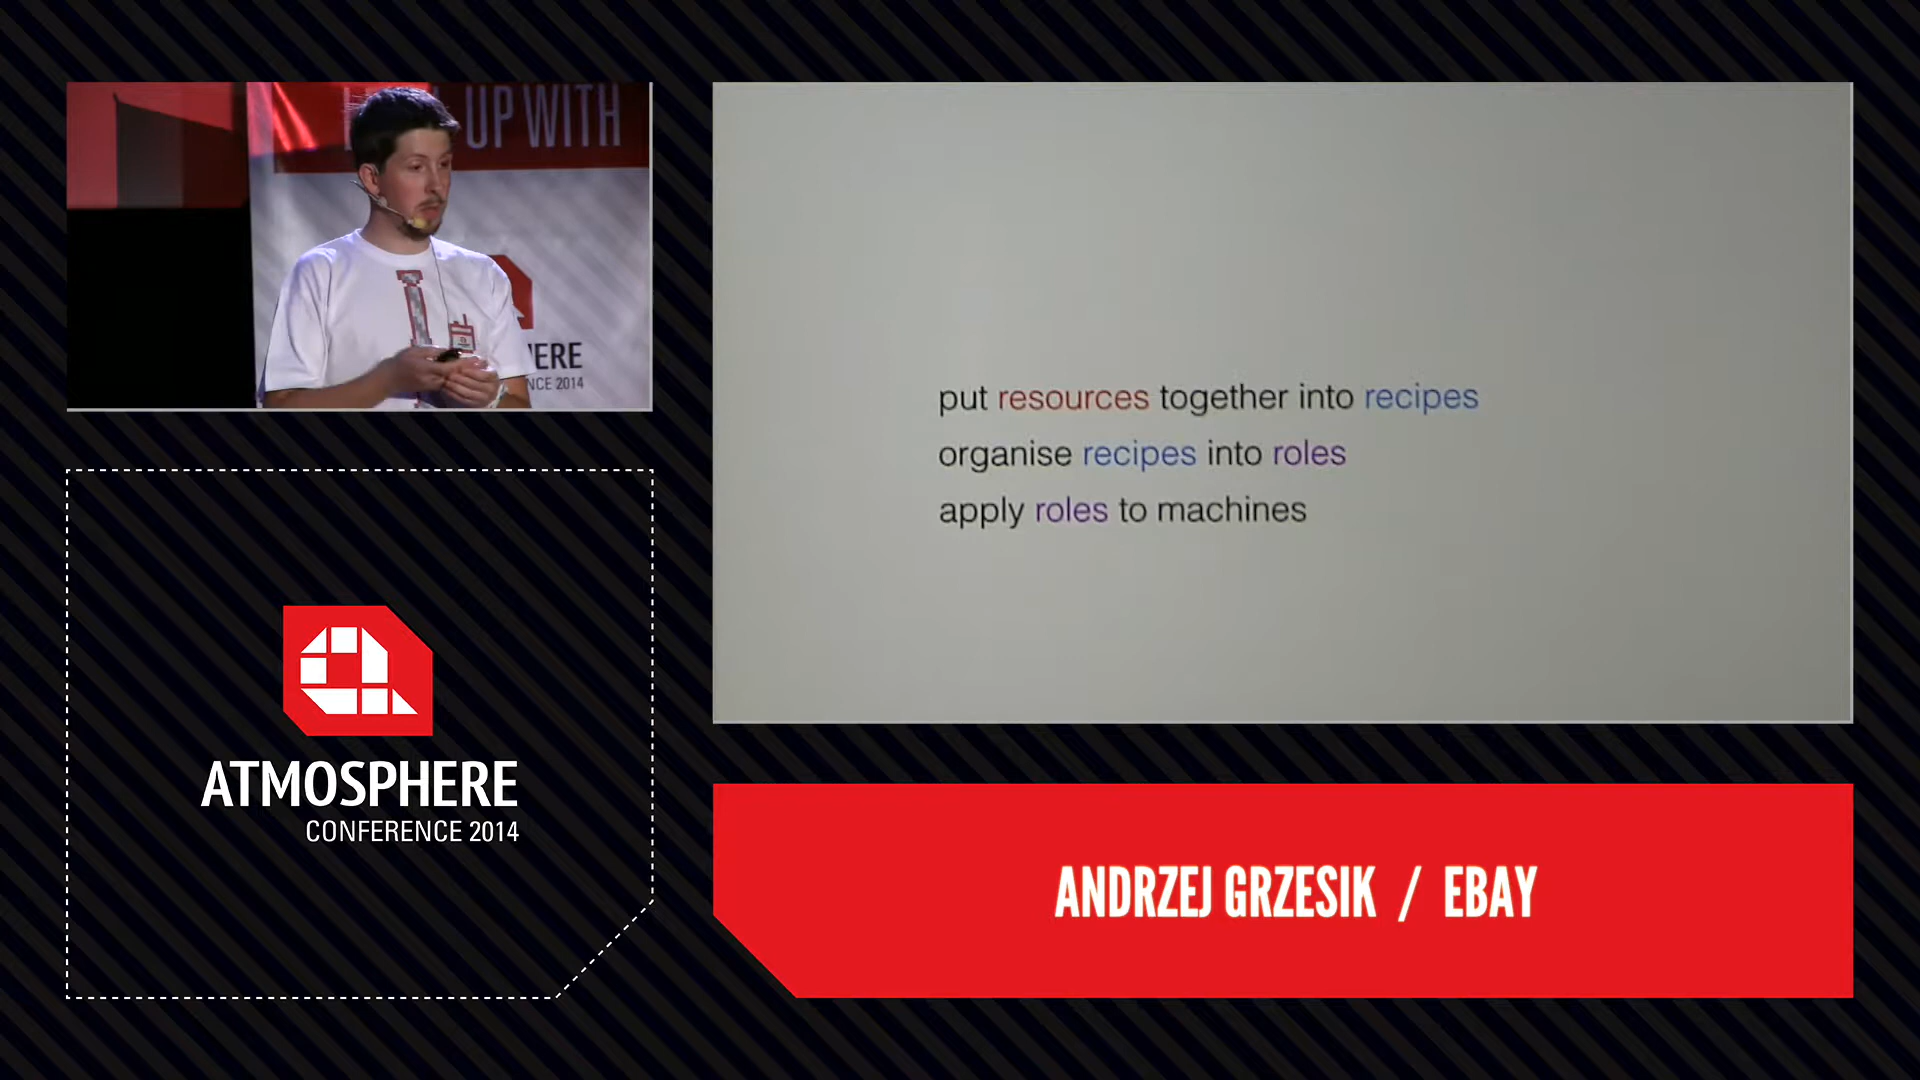 UP WITH
ERE
NCE 2014
put resources together into recipes
organise recipes into roles
apply roles to machines
ATMOSPHERE
CONFERENCE 2014
ANDRZEJ GRZESIK / EBAY